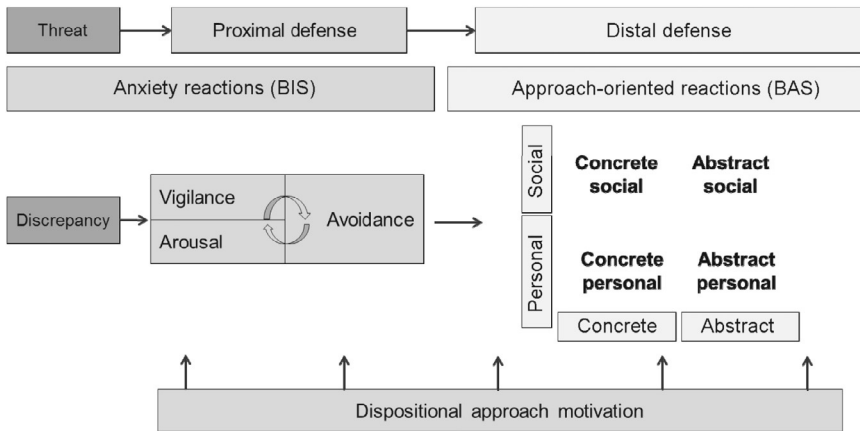 Threat
Proximal defense
Distal defense
Anxiety reactions (BIS)
Approach-oriented reactions (BAS)
Discrepancy
Vigilance
Arousal
Avoidance
Social
Concrete
social
Abstract
social
Personal
Concrete
personal
Abstract
personal
Concrete
Abstract
Dispositional approach motivation